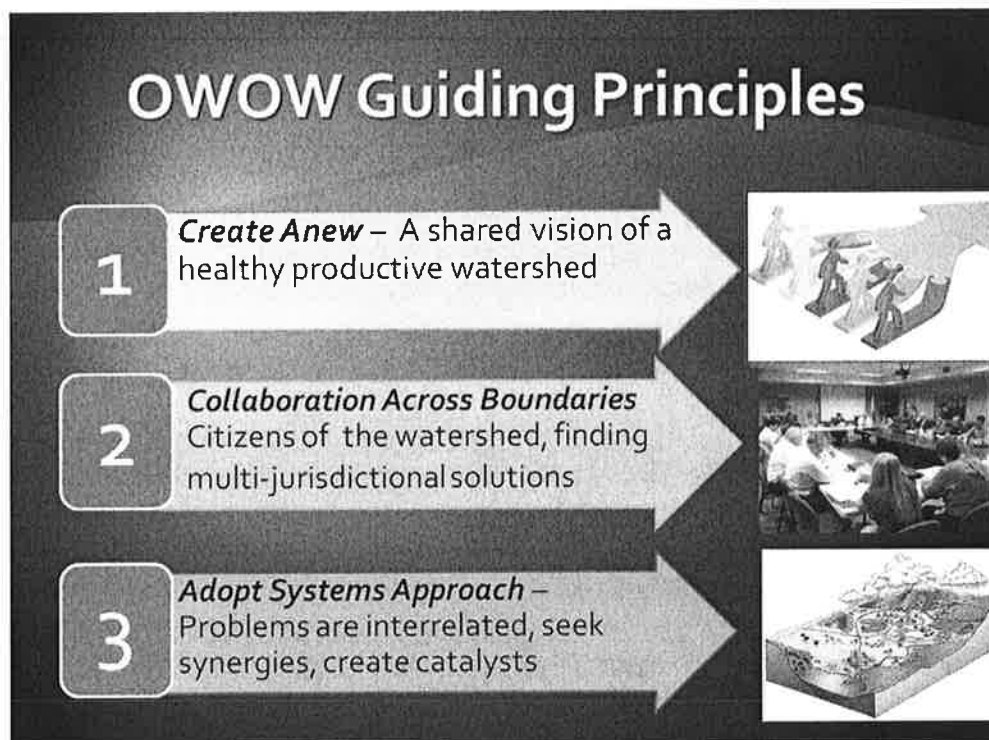 OWOW Guiding Principles
1
Create Anew – A shared vision of a
healthy productive watershed
2
Collaboration Across Boundaries
Citizens of the watershed, finding
multi-jurisdictional solutions
3
Adopt Systems Approach –
Problems are interrelated, seek
synergies, create catalysts